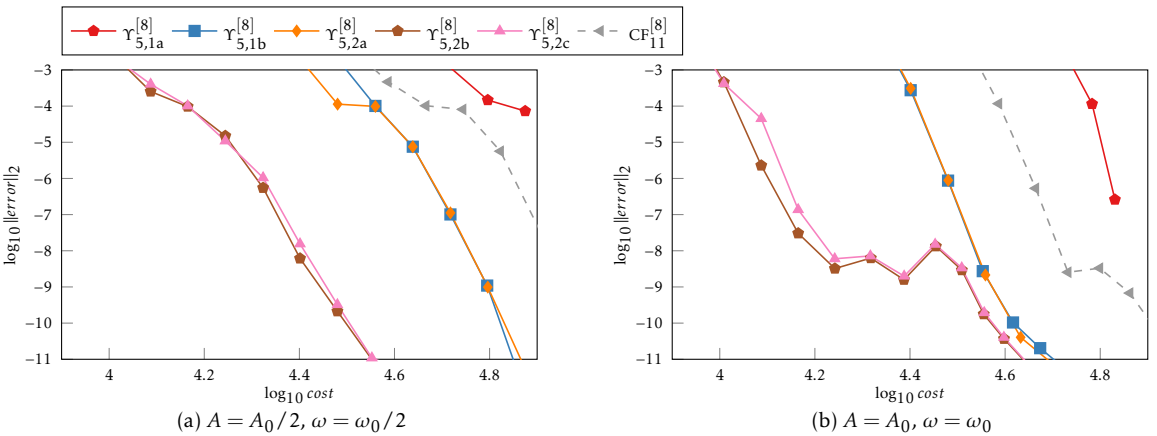 ϒ[8]5,1a ϒ[8]5,1b ϒ[8]5,2a ϒ[8]5,2b ϒ[8]5,2c CF[8]11
−3
−4
−5
−6
−7
−8
−9
−10
−11
log10 ||error||2
4 4.2 4.4 4.6 4.8
log10 cost
(a) A = A0/2, ω = ω0/2
−3
−4
−5
−6
−7
−8
−9
−10
−11
log10 ||error||2
4 4.2 4.4 4.6 4.8
log10 cost
(b) A = A0, ω = ω0